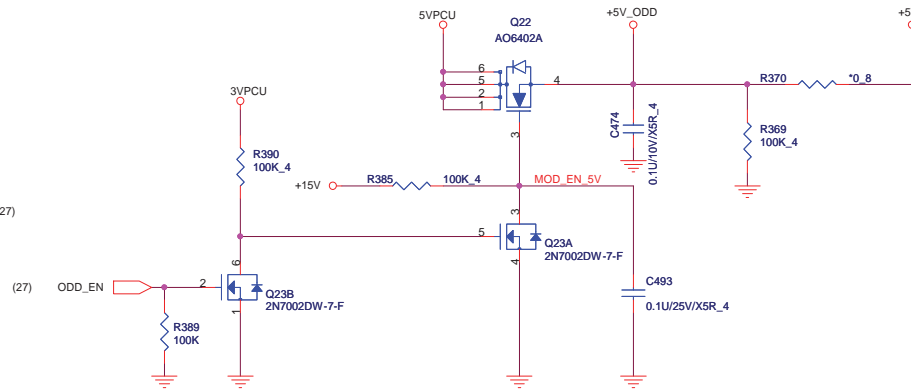 5VPCU
Q22
AO6402A
+5V_ODD
+5
6
5
2
1
4
3
R370
*0_8
3VPCU
C474
0.1U/10V/X5R_4
R369
100K_4
R390
100K_4
+15V
R385
100K_4
MOD_EN_5V
27)
3
5
4
Q23A
2N7002DW-7-F
6
(27)
ODD_EN
2
1
Q23B
2N7002DW-7-F
C493
0.1U/25V/X5R_4
R389
100K